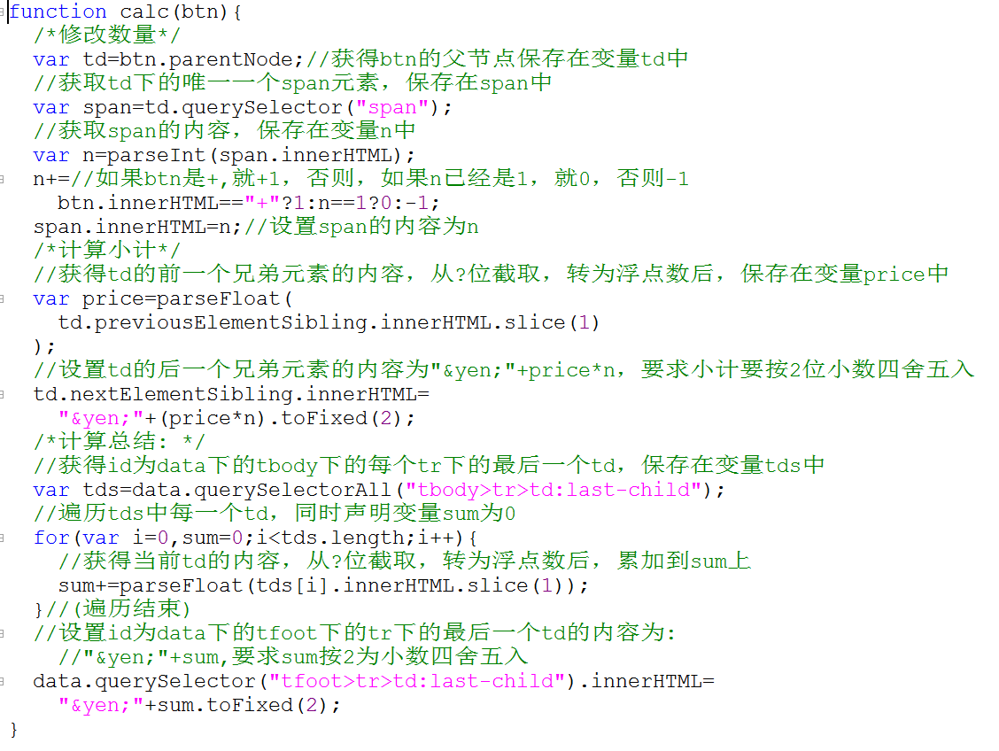 function calc(btn){
/*修改数量*/
var td=btn.parentNode;//获得btn的父节点保存在变量td中
//获取td下的唯一一个span元素，保存在span中
var span=td.querySelector("span");
//获取span的内容，保存在变量n中
var n=parseInt(span.innerHTML);
n+=//如果btn是+,就+1，否则，如果n已经是1，就0，否则-1
btn.innerHTML=="+"?1:n==1?0:-1;
span.innerHTML=n;//设置span的内容为n
/*计算小计*/
//获得td的前一个兄弟元素的内容，从?位截取，转为浮点数后，保存在变量price中
var price=parseFloat(
td.previousElementSibling.innerHTML.slice(1)
);
//设置td的后一个兄弟元素的内容为"&yen;"+price*n，要求小计要按2位小数四舍五入
td.nextElementSibling.innerHTML=
"&yen;"+(price*n).toFixed(2);
/*计算总结: */
//获得id为data下的tbody下的每个tr下的最后一个td，保存在变量tds中
var tds=data.querySelectorAll("tbody>tr>td:last-child");
//遍历tds中每一个td，同时声明变量sum为0
for(var i=0,sum=0;i<tds.length;i++){
//获得当前td的内容，从?位截取，转为浮点数后，累加到sum上
sum+=parseFloat(tds[i].innerHTML.slice(1));
}//(遍历结束)
//设置id为data下的tfoot下的tr下的最后一个td的内容为:
//"&yen;"+sum,要求sum按2为小数四舍五入
data.querySelector("tfoot>tr>td:last-child").innerHTML=
"&yen;"+sum.toFixed(2);
}